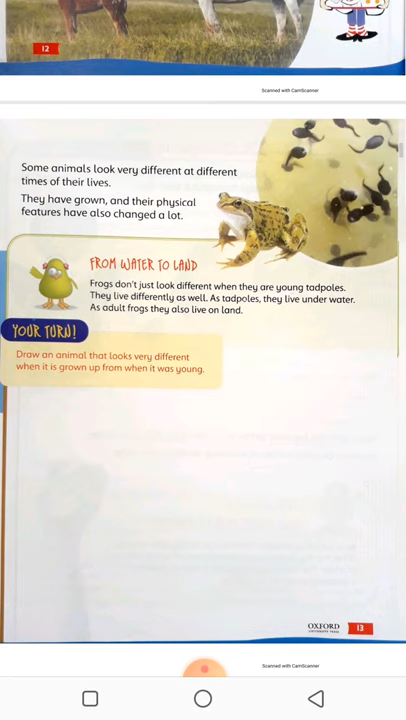 12
Scanned with CamScanner
Some animals look very different at different
times of their lives.
They have grown, and their physical
features have also changed a lot.
FROM WATER TO LAND
Frogs don't just look different when they are young tadpoles.
They live differently as well. As tadpoles, they live under water.
As adult frogs they also live on land.
YOUR TURN!
Draw an animal that looks very different
when it is grown up from when it was young.
OXFORD
UNIVERSITY PRESS
13
Scanned with CamScanner